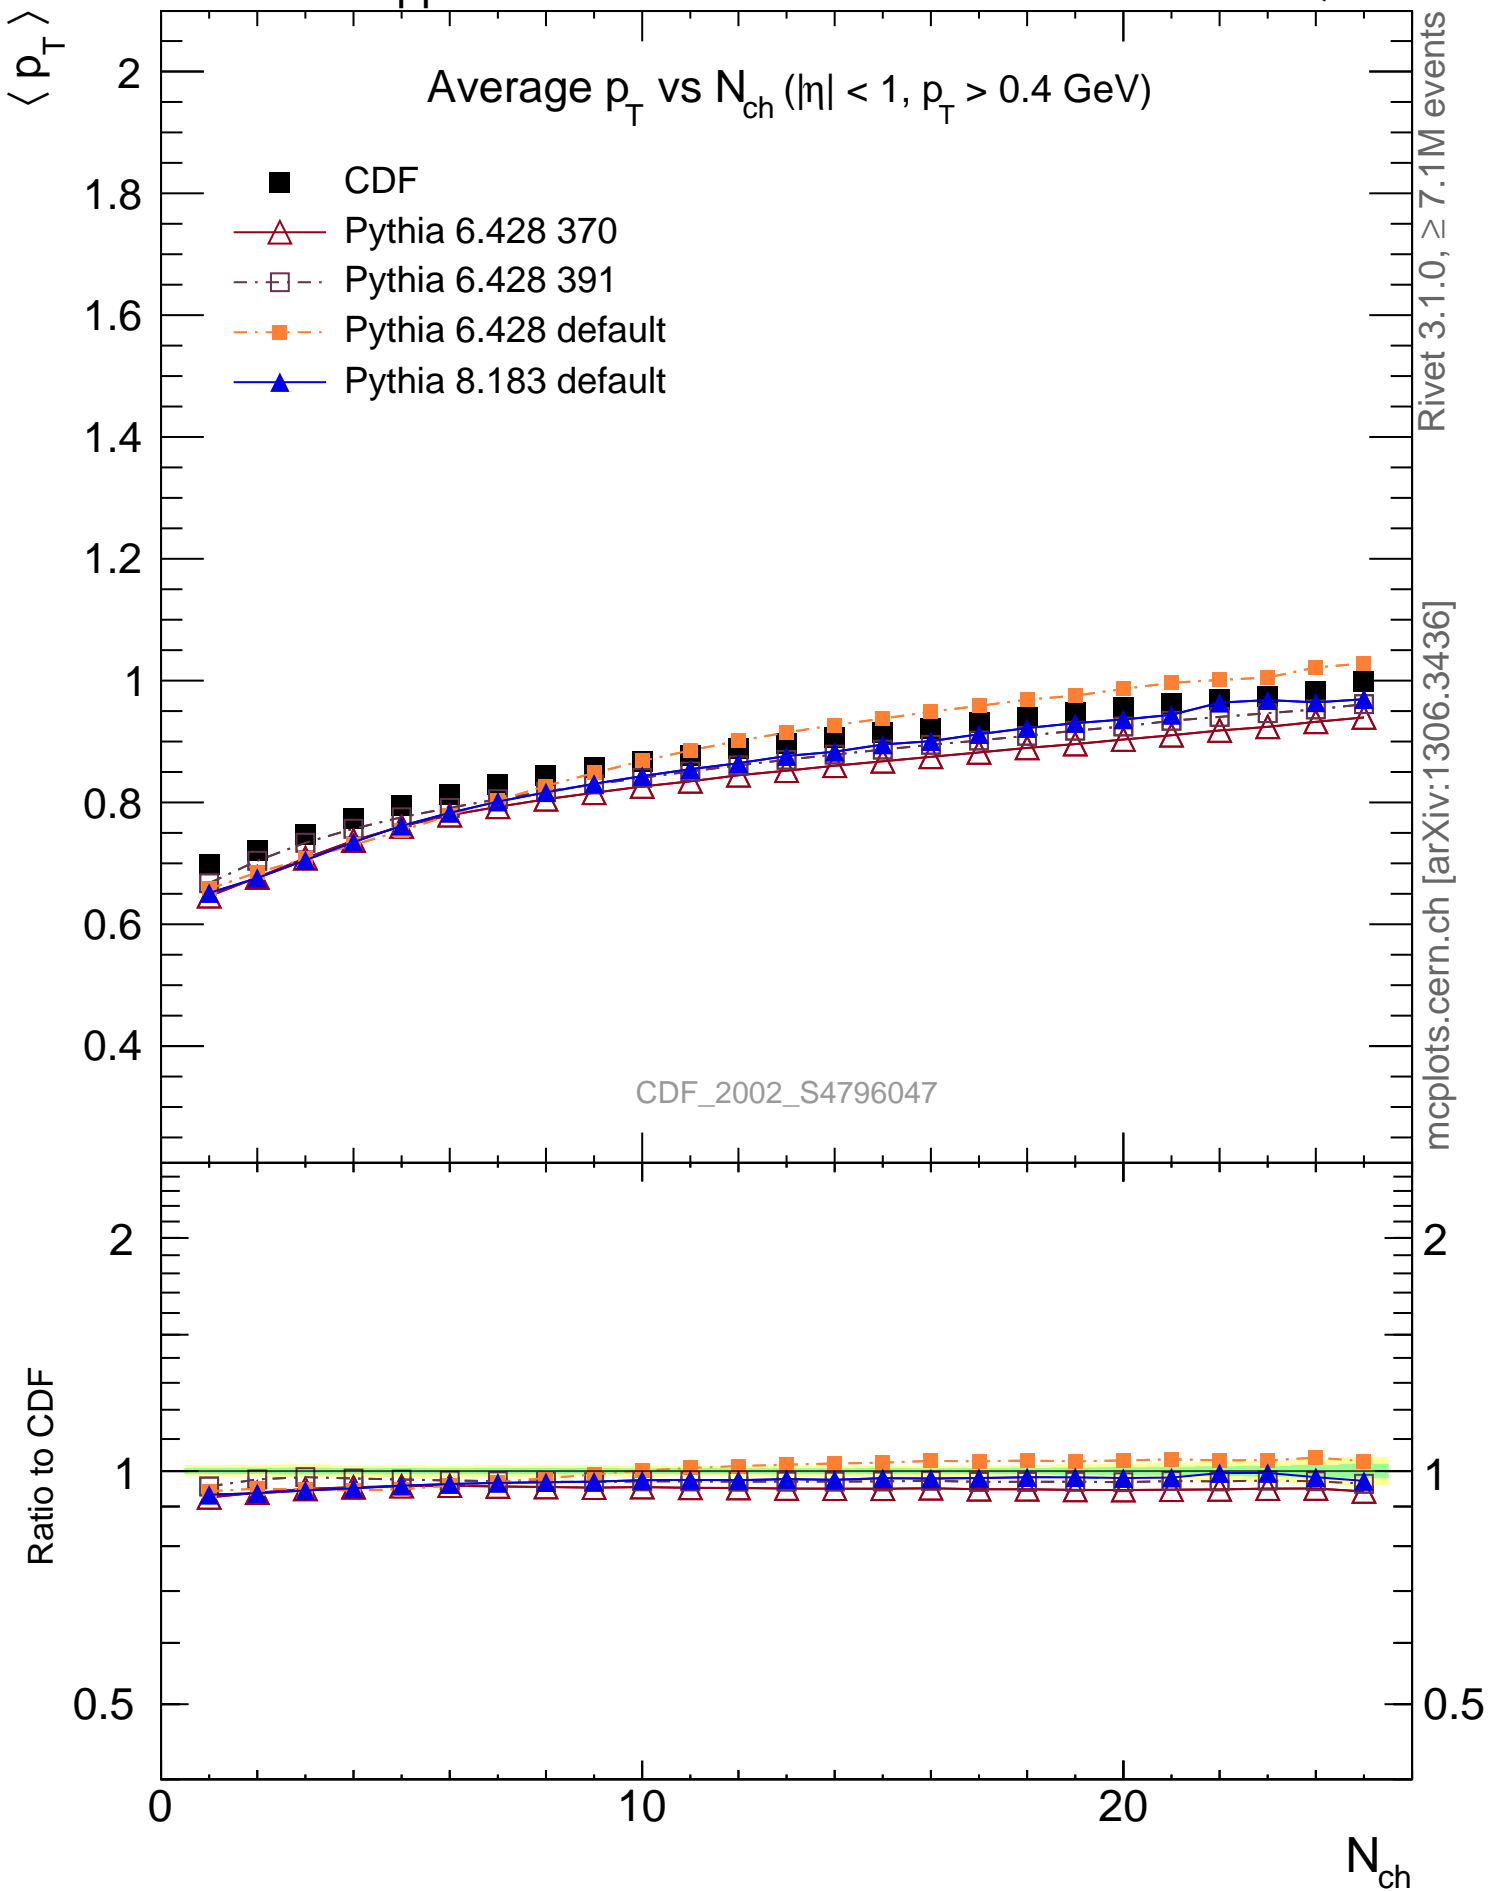 ⟨ p_T ⟩
Average p_T vs N_ch (|η| < 1, p_T > 0.4 GeV)
CDF
Pythia 6.428 370
Pythia 6.428 391
Pythia 6.428 default
Pythia 8.183 default
2
1.8
1.6
1.4
1.2
1
0.8
0.6
0.4
CDF_2002_S4796047
Rivet 3.1.0, ≥ 7.1M events
mcplots.cern.ch [arXiv:1306.3436]
Ratio to CDF
2
1
0.5
2
1
0.5
0
10
20
N_ch